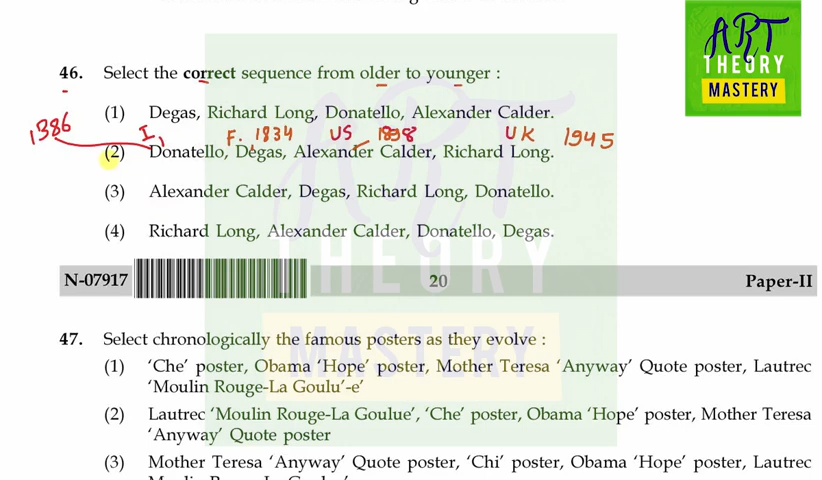 ART
THEORY
MASTERY
46. Select the correct sequence from older to younger :
(1) Degas, Richard Long, Donatello, Alexander Calder.
1386 I, F. 1834 US 1898 UK 1945
(2) Donatello, Degas, Alexander Calder, Richard Long.
(3) Alexander Calder, Degas, Richard Long, Donatello.
(4) Richard Long, Alexander Calder, Donatello, Degas.
ART
THEORY
MASTERY
N-07917 20 Paper-II
47. Select chronologically the famous posters as they evolve :
(1) ‘Che’ poster, Obama ‘Hope’ poster, Mother Teresa ‘Anyway’ Quote poster, Lautrec
‘Moulin Rouge-La Goulu’-e’
(2) Lautrec ‘Moulin Rouge-La Goulue’, ‘Che’ poster, Obama ‘Hope’ poster, Mother Teresa
‘Anyway’ Quote poster
(3) Mother Teresa ‘Anyway’ Quote poster, ‘Chi’ poster, Obama ‘Hope’ poster, Lautrec